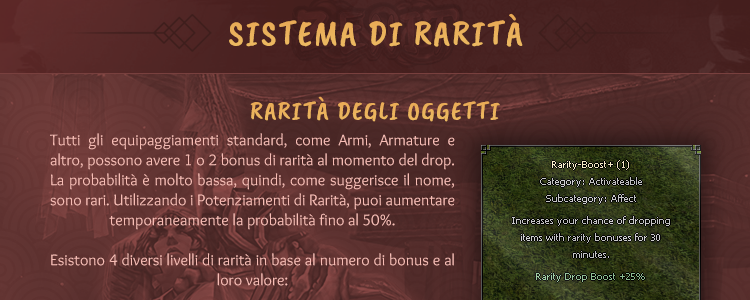 SISTEMA DI RARITÀ
RARITÀ DEGLI OGGETTI
Tutti gli equipaggiamenti standard, come Armi, Armature e
altro, possono avere 1 o 2 bonus di rarità al momento del drop.
La probabilità è molto bassa, quindi, come suggerisce il nome,
sono rari. Utilizzando i Potenziamenti di Rarità, puoi aumentare
temporaneamente la probabilità fino al 50%.
Esistono 4 diversi livelli di rarità in base al numero di bonus e al
loro valore:
Rarity-Boost+ (1)
Category: Activateable
Subcategory: Affect
Increases your chance of dropping
items with rarity bonuses for 30
minutes.
Rarity Drop Boost +25%